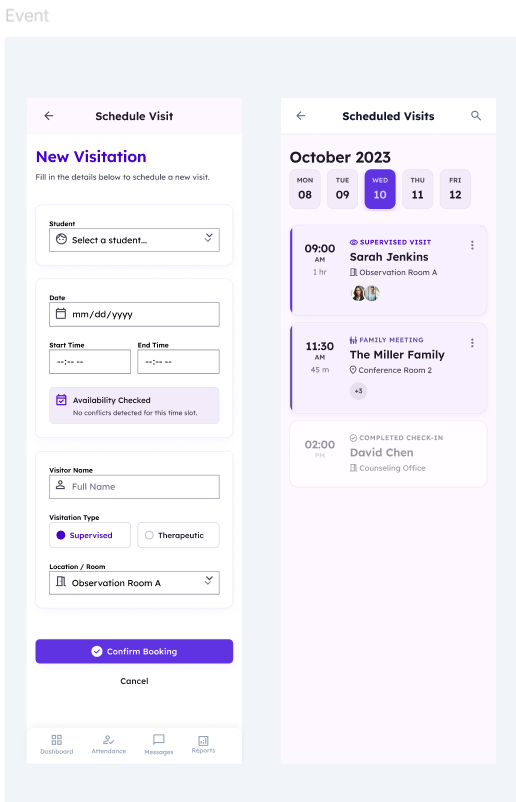 Event
Schedule Visit
New Visitation
Fill in the details below to schedule a new visit.
Student
Select a student...
Date
mm/dd/yyyy
Start Time
End Time
--:-- --
--:-- --
Availability Checked
No conflicts detected for this time slot.
Visitor Name
Full Name
Visitation Type
Supervised
Therapeutic
Location / Room
Observation Room A
Confirm Booking
Cancel
Dashboard
Attendance
Messages
Reports
Scheduled Visits
October 2023
MON
08
TUE
09
WED
10
THU
11
FRI
12
09:00
AM
1 hr
SUPERVISED VISIT
Sarah Jenkins
Observation Room A
11:30
AM
45 m
FAMILY MEETING
The Miller Family
Conference Room 2
+3
02:00
PM
COMPLETED CHECK-IN
David Chen
Counseling Office